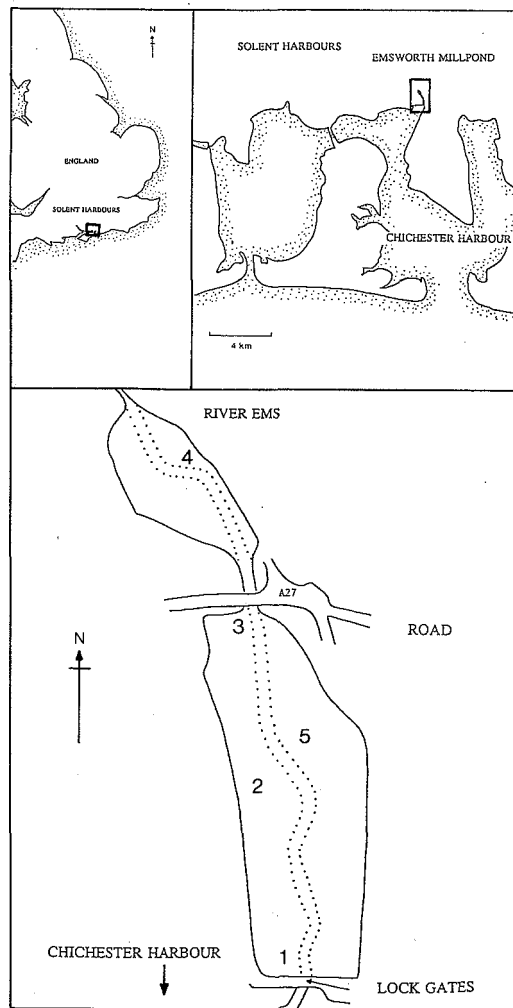 N
ENGLAND
SOLENT HARBOURS
SOLENT HARBOURS
EMSWORTH MILLPOND
CHICHESTER HARBOUR
4 km
RIVER EMS
4
A27
3
ROAD
N
5
2
1
CHICHESTER HARBOUR
LOCK GATES